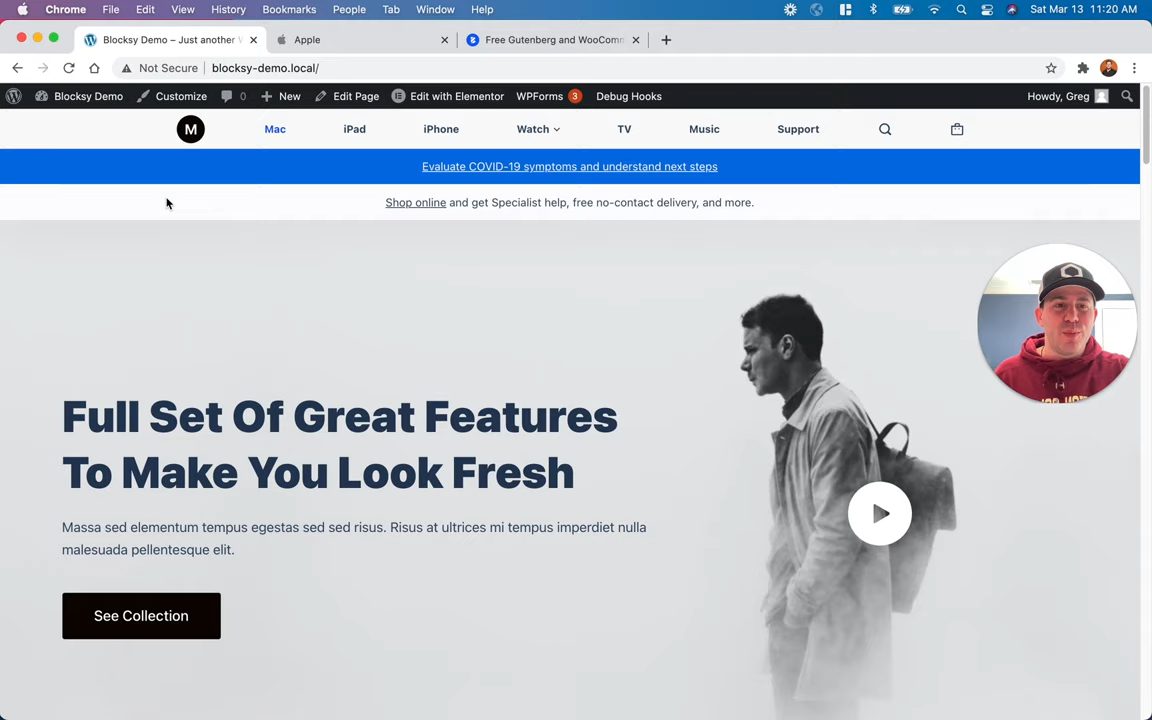 Chrome File Edit View History Bookmarks People Tab Window Help Sat Mar 13 11:20 AM
Blocksy Demo – Just another Apple Free Gutenberg and WooComm
Not Secure blocksy-demo.local/
Blocksy Demo Customize 0 New Edit Page Edit with Elementor WPForms 3 Debug Hooks Howdy, Greg
M Mac iPad iPhone Watch TV Music Support
Evaluate COVID-19 symptoms and understand next steps
Shop online and get Specialist help, free no-contact delivery, and more.
Full Set Of Great Features
To Make You Look Fresh
Massa sed elementum tempus egestas sed sed risus. Risus at ultrices mi tempus imperdiet nulla
malesuada pellentesque elit.
See Collection